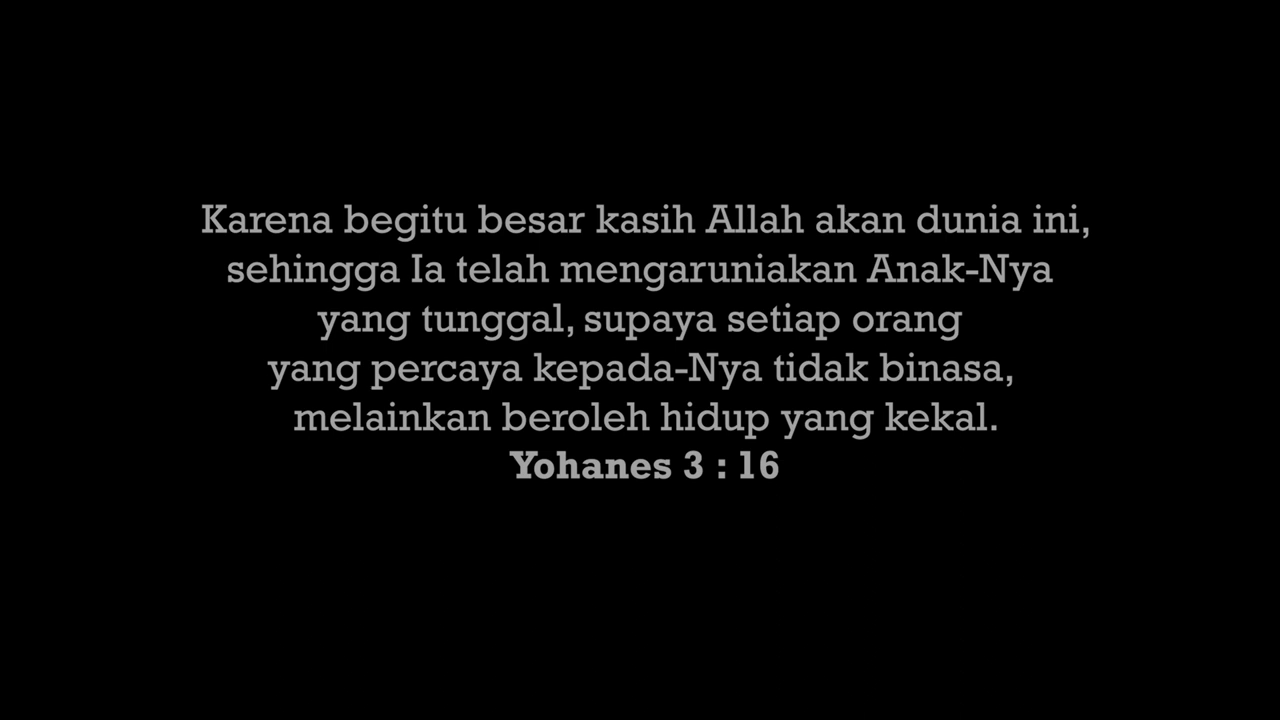 Karena begitu besar kasih Allah akan dunia ini,
sehingga Ia telah mengaruniakan Anak-Nya
yang tunggal, supaya setiap orang
yang percaya kepada-Nya tidak binasa,
melainkan beroleh hidup yang kekal.
Yohanes 3 : 16